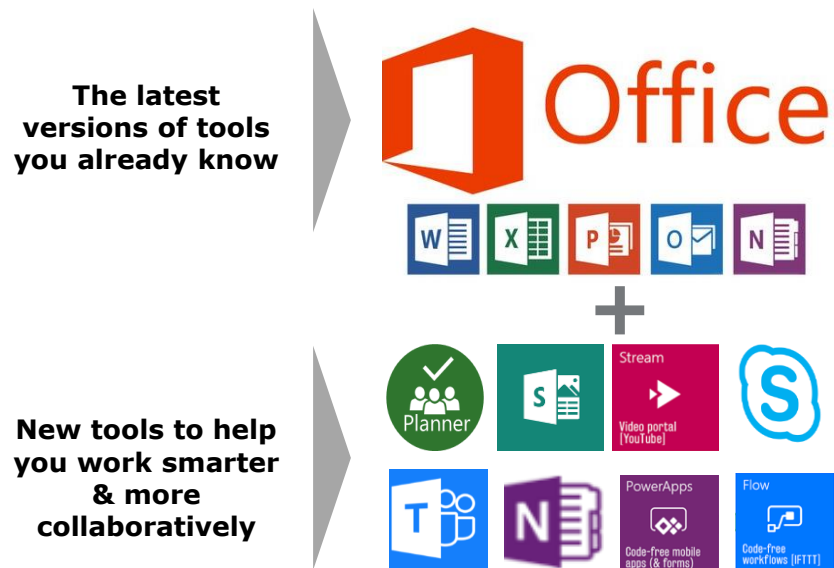 The latest
versions of tools
you already know
Office
W
X
P
O
N
New tools to help
you work smarter
& more
collaboratively
Planner
S
Stream
Video portal
[YouTube]
S
T
N
PowerApps
Code-free mobile
apps (& forms)
Flow
Code-free
workflows [IFTTT]